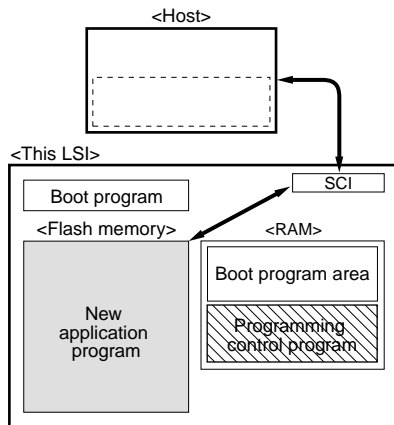 <Host>
<This LSI>
SCI
Boot program
<Flash memory>
<RAM>
Boot program area
New
application
program
Programming
control program